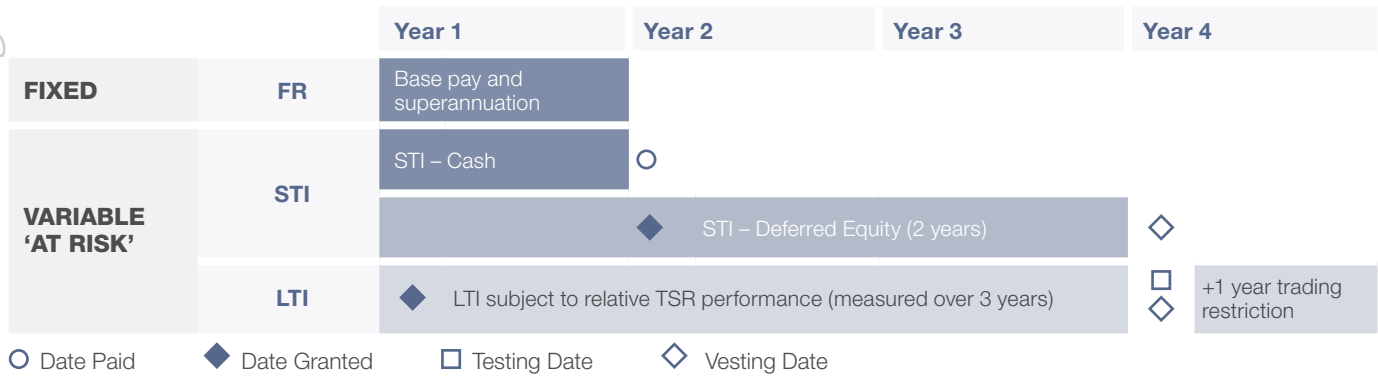 Year 1 Year 2 Year 3 Year 4
FIXED FR Base pay and
superannuation
VARIABLE
‘AT RISK’
STI
STI – Cash
STI – Deferred Equity (2 years)
LTI LTI subject to relative TSR performance (measured over 3 years) +1 year trading
restriction
Date Paid Date Granted Testing Date Vesting Date